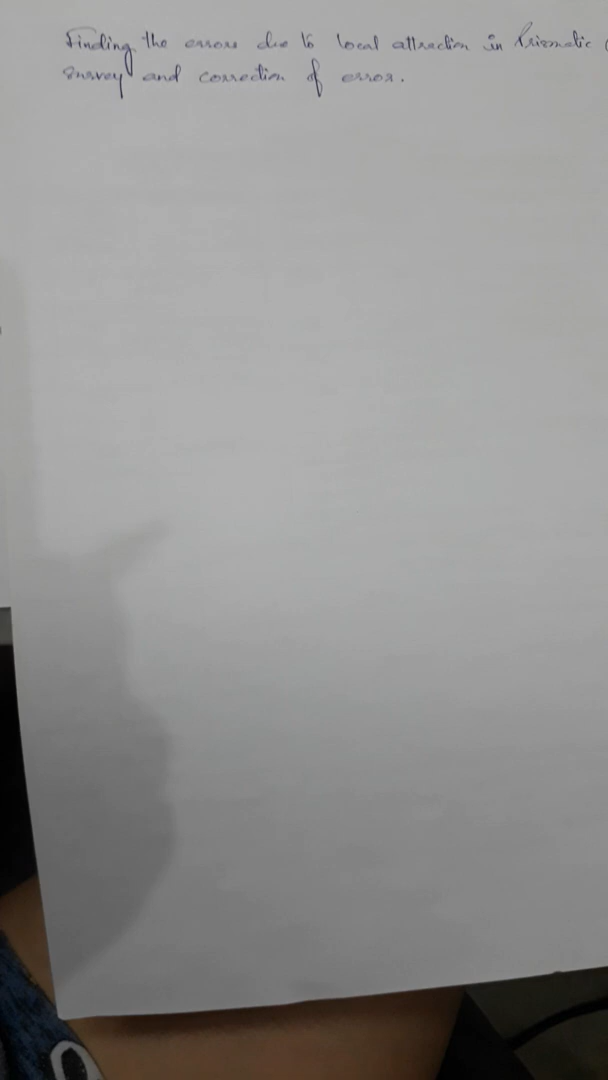 Finding the errors due to local attraction in Prismatic
survey and correction of error.